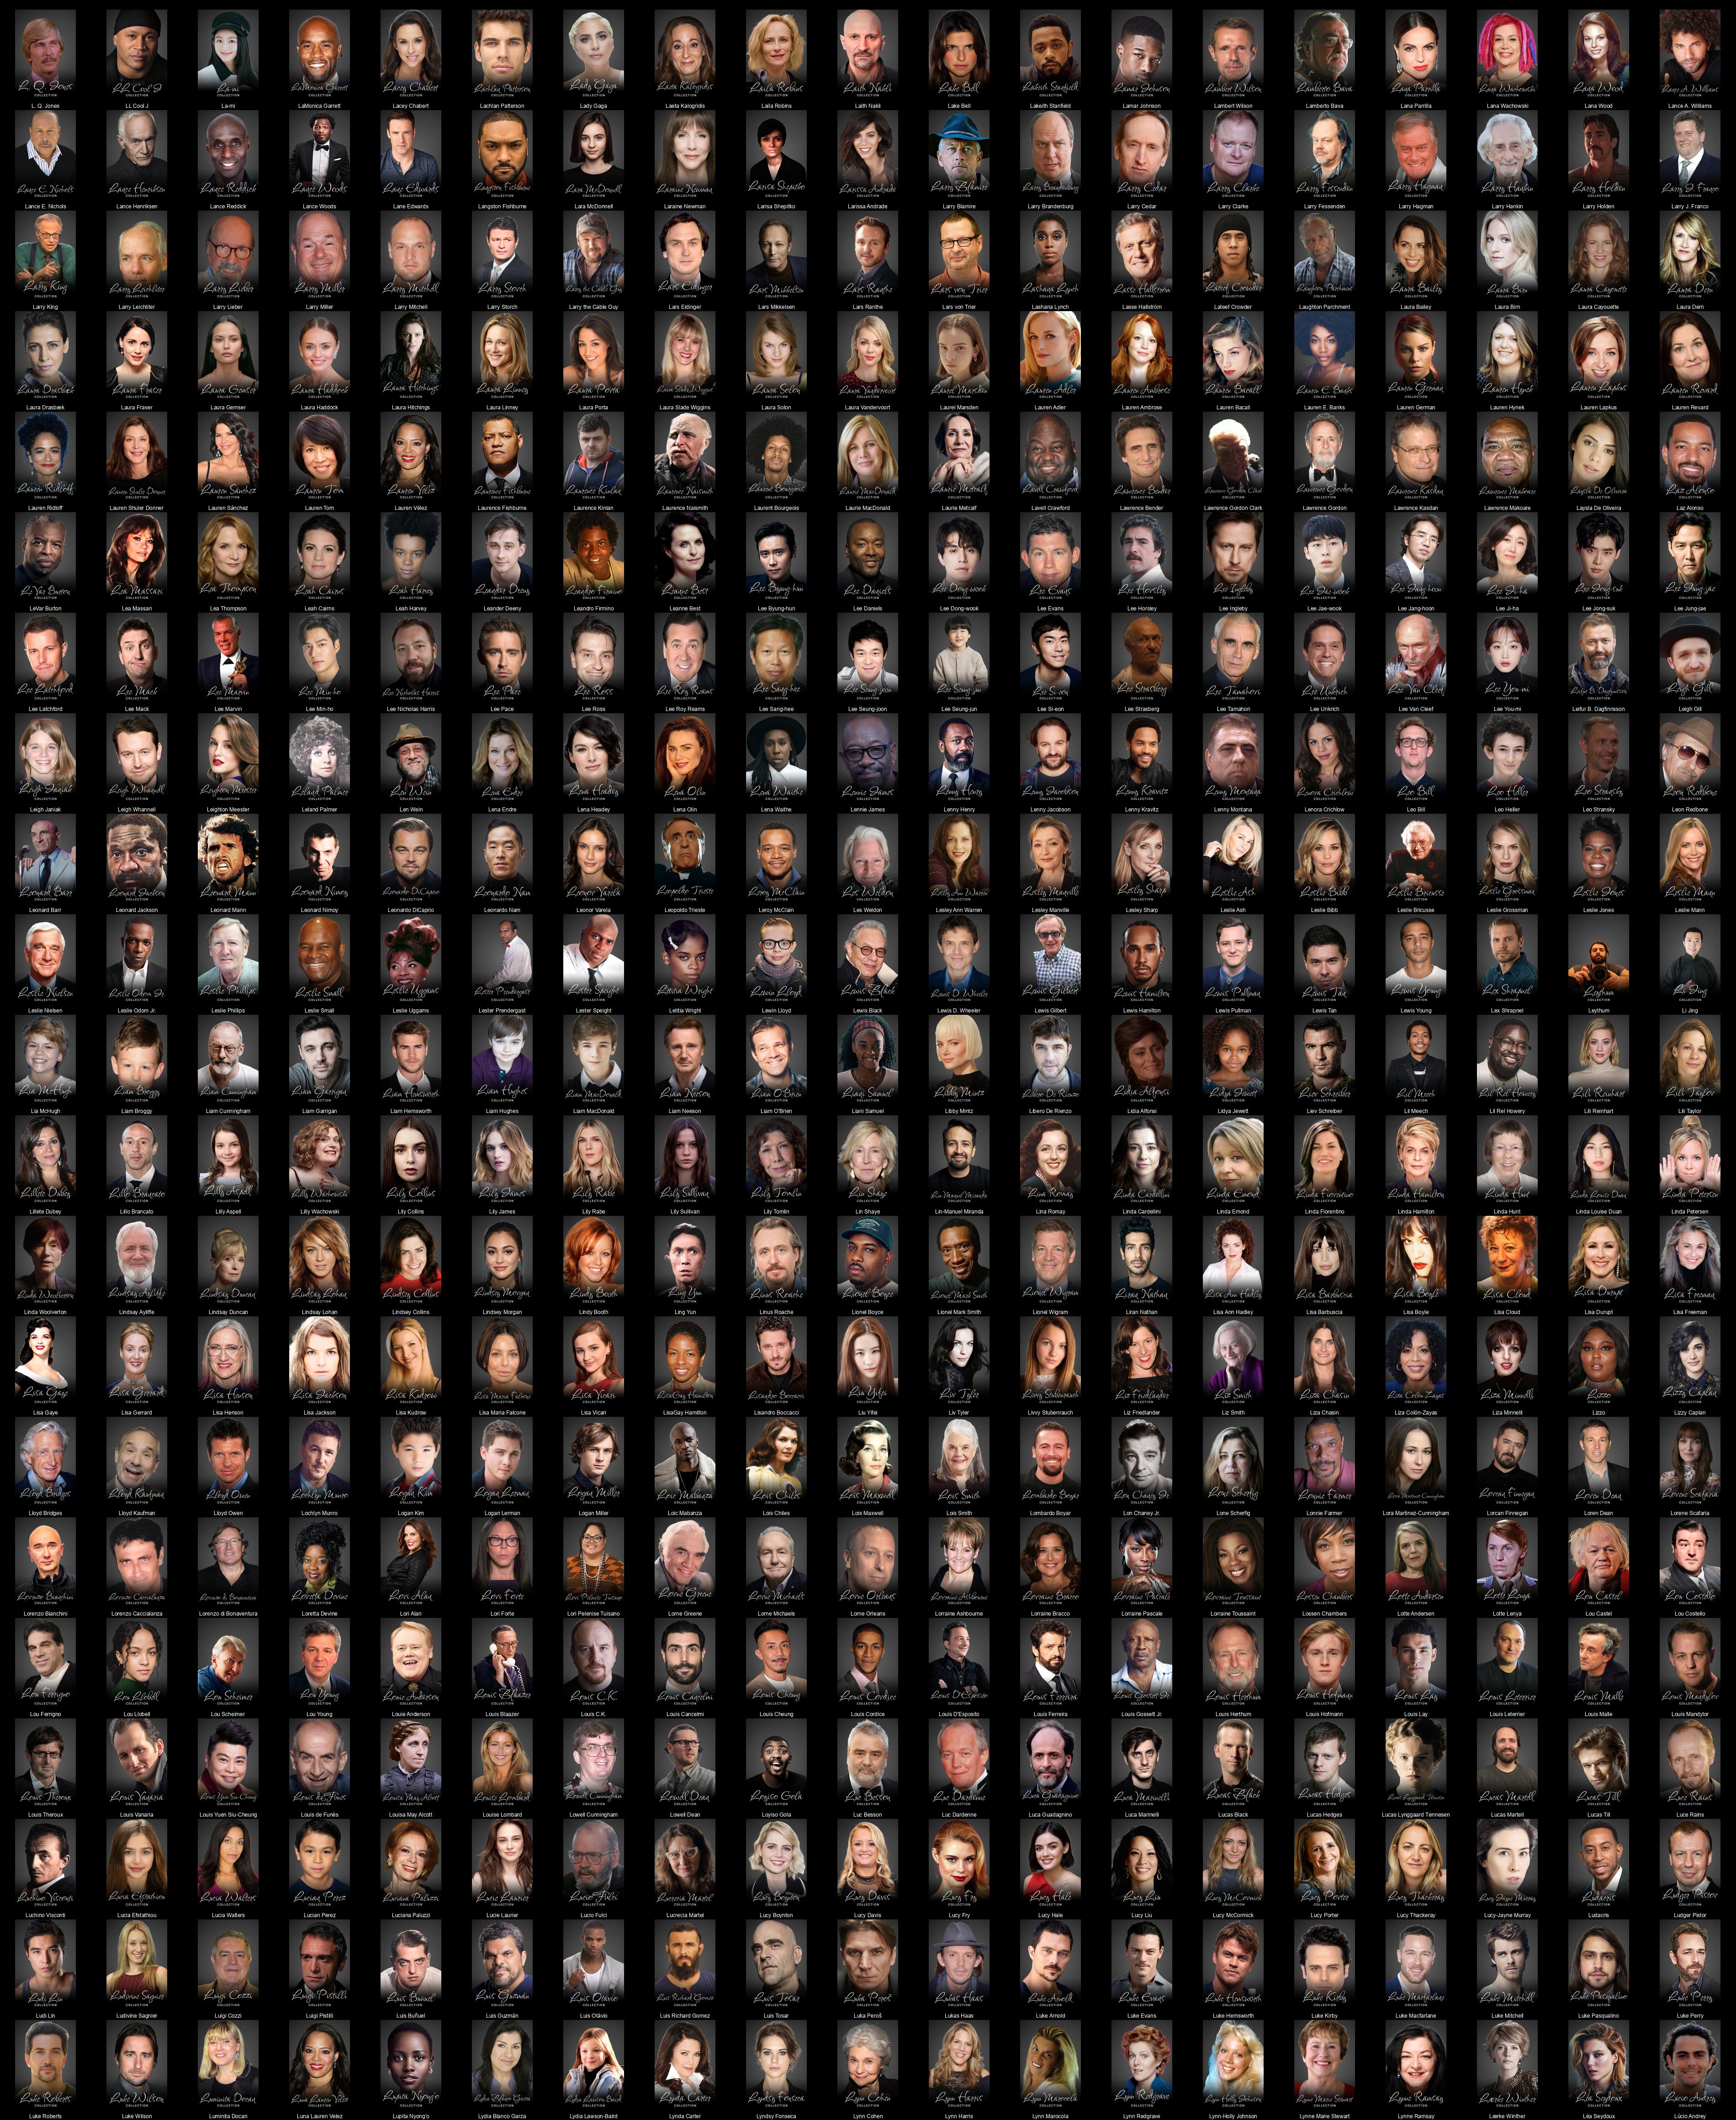 L. Q. Jones LL Cool J La-mi LaMonica Garrett Lacey Chabert Lachlan Patterson Lady Gaga Laeta Kalogridis Laila Robins Laith Nakli Lake Bell Lakeith Stanfield Lamar Johnson Lambert Wilson Lamberto Bava Lana Parrilla Lana Wachowski Lana Wood Lance A. Williams
Lance E. Nichols Lance Henriksen Lance Reddick Lance Woods Lane Edwards Langston Fishburne Lara McDonnell Laraine Newman Larisa Shepitko Larissa Andrade Larry Blamire Larry Brandenburg Larry Cedar Larry Clarke Larry Fessenden Larry Hagman Larry Hankin Larry Holden Larry J. Franco
Larry King Larry Leichliter Larry Lieber Larry Miller Larry Mitchell Larry Storch Larry the Cable Guy Lars Eidinger Lars Mikkelsen Lars Ranthe Lars von Trier Lashana Lynch Lasse Hallström Lateef Crowder Laughton Parchment Laura Bailey Laura Birn Laura Cayouette Laura Dern
Laura Drasbæk Laura Fraser Laura Gemser Laura Haddock Laura Hitchings Laura Linney Laura Porta Laura Slade Wiggins Laura Solon Laura Vandervoort Laurel Marsden Lauren Adler Lauren Ambrose Lauren Bacall Lauren E. Banks Lauren German Lauren Hynek Lauren Lapkus Lauren Revard
Lauren Ridloff Lauren Shuler Donner Lauren Sánchez Lauren Tom Lauren Vélez Laurence Fishburne Laurence Kinlan Laurence Naismith Laurent Bourgeois Laurie MacDonald Laurie Metcalf Lavell Crawford Lawrence Bender Lawrence Gordon Clark Lawrence Gordon Lawrence Kasdan Lawrence Makoare Laysla De Oliveira Laz Alonso
LeVar Burton Lea Massari Lea Thompson Leah Cairns Leah Harvey Leander Deeny Leandro Firmino Leanne Best Lee Byung-hun Lee Daniels Lee Dong-wook Lee Evans Lee Horsley Lee Ingleby Lee Jae-wook Lee Jang-hoon Lee Ji-ha Lee Jong-suk Lee Jung-jae
Lee Latchford Lee Mack Lee Marvin Lee Min-ho Lee Nicholas Harris Lee Pace Lee Ross Lee Roy Reams Lee Sang-hee Lee Seung-joon Lee Seung-jun Lee Si-eon Lee Strasberg Lee Tamahori Lee Unkrich Lee Van Cleef Lee You-mi Leifur B. Dagfinnsson Leigh Gill
Leigh Janiak Leigh Whannell Leighton Meester Leland Palmer Len Wein Lena Endre Lena Headey Lena Olin Lena Waithe Lennie James Lenny Henry Lenny Jacobson Lenny Kravitz Lenny Montana Lenora Crichlow Leo Bill Leo Heller Leo Stransky Leon Redbone
Leonard Barr Leonard Jackson Leonard Mann Leonard Nimoy Leonardo DiCaprio Leonardo Nam Leonor Varela Leopoldo Trieste Leroy McClain Les Weldon Lesley Ann Warren Lesley Manville Lesley Sharp Leslie Ash Leslie Bibb Leslie Bricusse Leslie Grossman Leslie Jones Leslie Mann
Leslie Nielsen Leslie Odom Jr. Leslie Phillips Leslie Small Leslie Uggams Lester Prendergast Lester Speight Letitia Wright Lewin Lloyd Lewis Black Lewis D. Wheeler Lewis Gilbert Lewis Hamilton Lewis Pullman Lewis Tan Lewis Young Lex Shrapnel Leythum Li Jing
Lia McHugh Liam Broggy Liam Cunningham Liam Garrigan Liam Hemsworth Liam Hughes Liam MacDonald Liam Neeson Liam O'Brien Liani Samuel Libby Mintz Libero De Rienzo Lidia Alfonsi Lidya Jewett Liev Schreiber Lil Meech Lil Rel Howery Lili Reinhart Lili Taylor
Lillete Dubey Lillo Brancato Lilly Aspell Lilly Wachowski Lily Collins Lily James Lily Rabe Lily Sullivan Lily Tomlin Lin Shaye Lin-Manuel Miranda Lina Romay Linda Cardellini Linda Emond Linda Fiorentino Linda Hamilton Linda Hunt Linda Louise Duan Linda Petersen
Linda Woolverton Lindsay Ayliffe Lindsay Duncan Lindsay Lohan Lindsey Collins Lindsey Morgan Lindy Booth Ling Yun Linus Roache Lionel Boyce Lionel Mark Smith Lionel Wigram Liran Nathan Lisa Ann Hadley Lisa Barbuscia Lisa Boyle Lisa Cloud Lisa Durupt Lisa Freeman
Lisa Gaye Lisa Gerrard Lisa Henson Lisa Jackson Lisa Kudrow Lisa Maria Falcone Lisa Vicari LisaGay Hamilton Lisandro Boccacci Liu Yifei Liv Tyler Livvy Stubenrauch Liz Friedlander Liz Smith Liza Chasin Liza Colón-Zayas Liza Minnelli Lizzo Lizzy Caplan
Lloyd Bridges Lloyd Kaufman Lloyd Owen Lochlyn Munro Logan Kim Logan Lerman Logan Miller Loic Mabanza Lois Chiles Lois Maxwell Lois Smith Lombardo Boyar Lon Chaney Jr. Lone Scherfig Lonnie Farmer Lora Martinez-Cunningham Lorcan Finnegan Loren Dean Lorene Scafaria
Lorenzo Bianchini Lorenzo Caccialanza Lorenzo di Bonaventura Loretta Devine Lori Alan Lori Forte Lori Pelenise Tuisano Lorne Greene Lorne Michaels Lorne Orleans Lorraine Ashbourne Lorraine Bracco Lorraine Pascale Lorraine Toussaint Lossen Chambers Lotte Andersen Lotte Lenya Lou Castel Lou Costello
Lou Ferrigno Lou Llobell Lou Scheimer Lou Young Louie Anderson Louis Blaazer Louis C.K. Louis Cancelmi Louis Cheung Louis Cordice Louis D'Esposito Louis Ferreira Louis Gossett Jr. Louis Herthum Louis Hofmann Louis Lay Louis Leterrier Louis Malle Louis Mandylor
Louis Theroux Louis Vanaria Louis Yuen Siu-Cheung Louis de Funès Louisa May Alcott Louise Lombard Lowell Cunningham Lowell Dean Loyiso Gola Luc Besson Luc Dardenne Luca Guadagnino Luca Marinelli Lucas Black Lucas Hedges Lucas Lynggaard Tønnesen Lucas Martell Lucas Till Luce Rains
Luchino Visconti Lucia Efstathiou Lucia Walters Lucian Perez Luciana Paluzzi Lucie Laurier Lucio Fulci Lucrecia Martel Lucy Boynton Lucy Davis Lucy Fry Lucy Hale Lucy Liu Lucy McCormick Lucy Porter Lucy Thackeray Lucy-Jayne Murray Ludacris Ludger Pistor
Ludi Lin Ludivine Sagnier Luigi Cozzi Luigi Pistilli Luis Buñuel Luis Guzmán Luis Otávio Luis Richard Gomez Luis Tosar Luka Peroš Lukas Haas Luke Arnold Luke Evans Luke Hemsworth Luke Kirby Luke Macfarlane Luke Mitchell Luke Pasqualino Luke Perry
Luke Roberts Luke Wilson Luminita Docan Luna Lauren Velez Lupita Nyong'o Lydia Blanco Garza Lydia Lawson-Baird Lynda Carter Lyndsy Fonseca Lynn Cohen Lynn Harris Lynn Marocola Lynn Redgrave Lynn-Holly Johnson Lynne Marie Stewart Lynne Ramsay Lærke Winther Léa Seydoux Lúcio Andrey